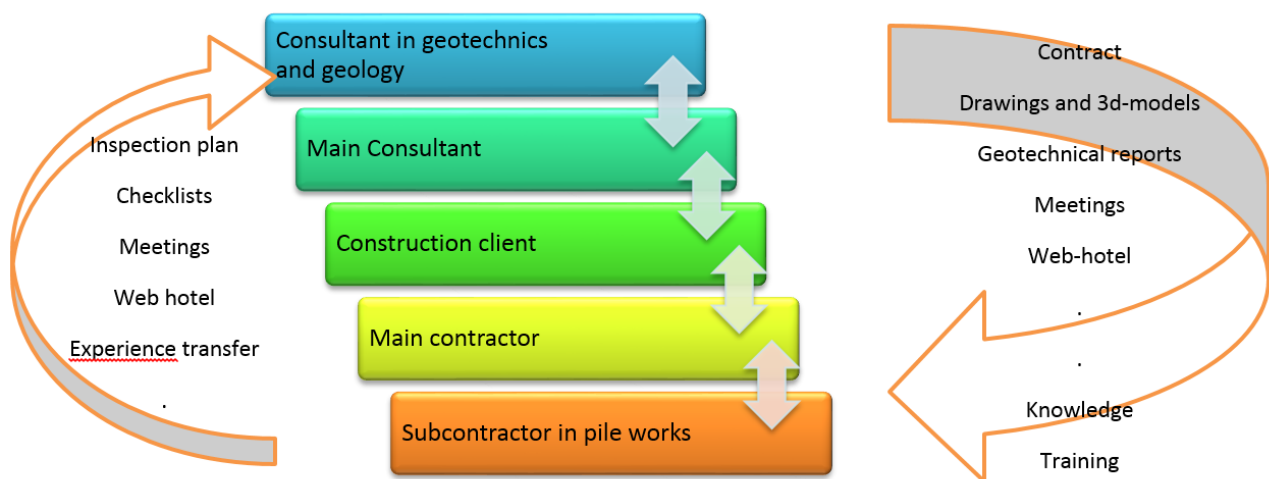 Inspection plan
Checklists
Meetings
Web hotel
Experience transfer
.
Consultant in geotechnics
and geology
Main Consultant
Construction client
Main contractor
Subcontractor in pile works
Contract
Drawings and 3d-models
Geotechnical reports
Meetings
Web-hotel
.
.
Knowledge
Training